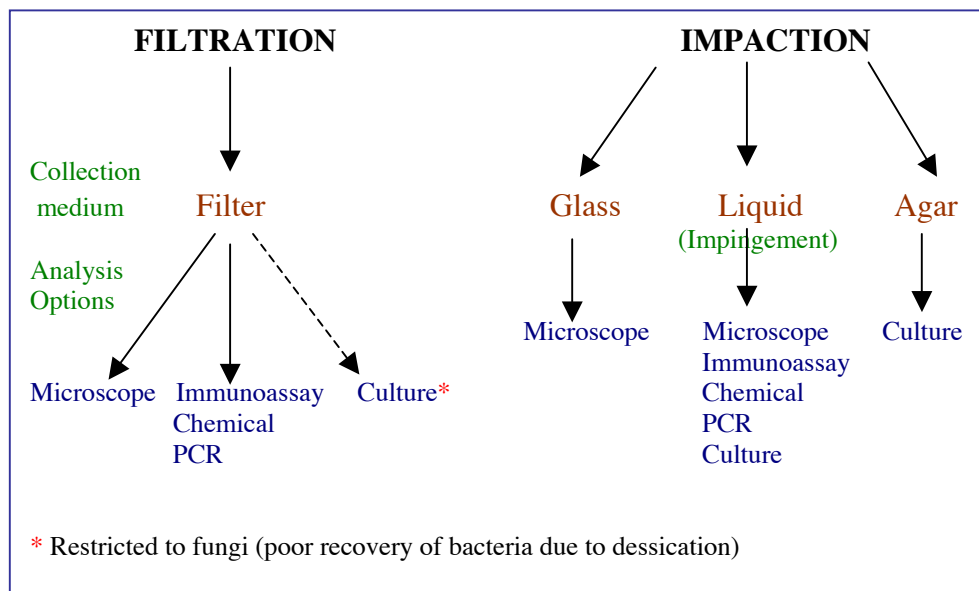 FILTRATION
IMPACTION
Collection
medium
Filter
Glass
Liquid
Agar
(Impingement)
Analysis
Options
Microscope
Immunoassay
Chemical
PCR
Culture*
Microscope
Microscope
Immunoassay
Chemical
PCR
Culture
Culture
* Restricted to fungi (poor recovery of bacteria due to dessication)